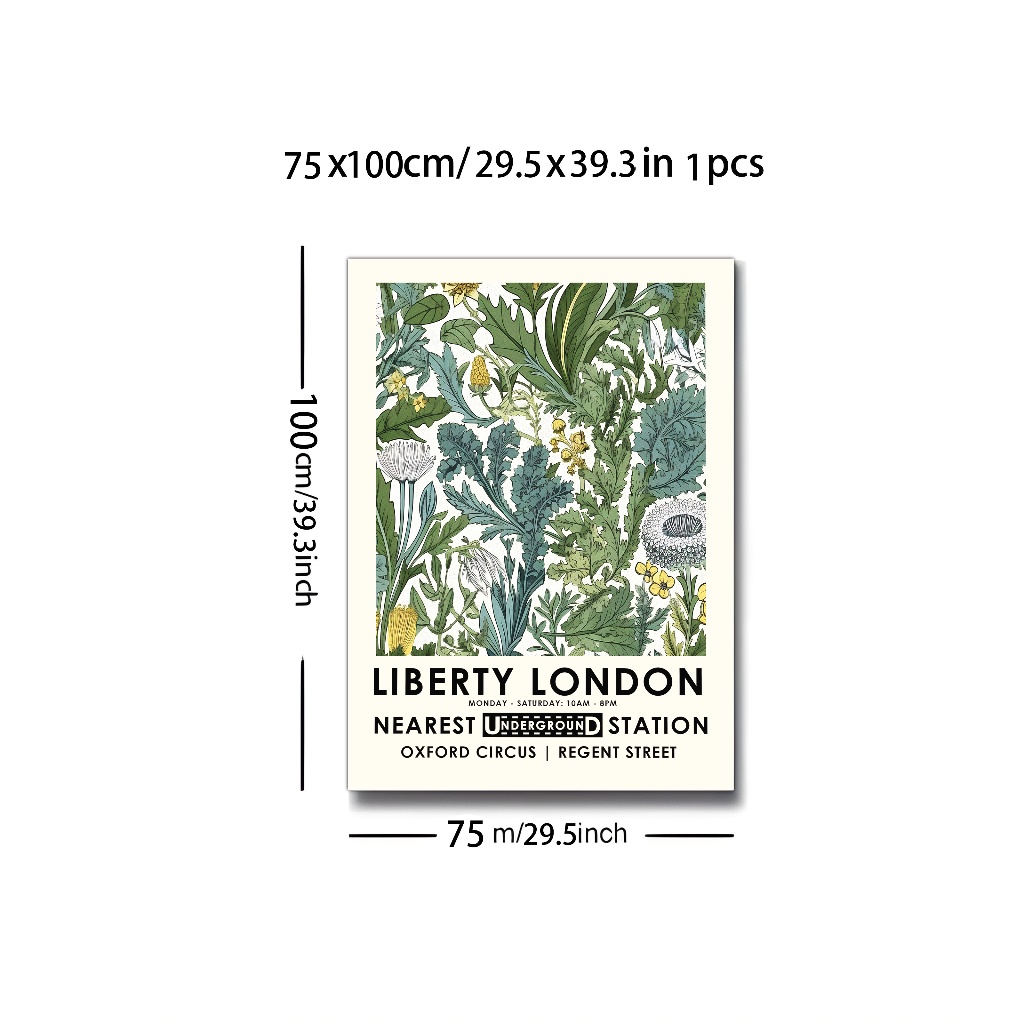 75x100cm/ 29.5x39.3in 1pcs
100cm/39.3inch
LIBERTY LONDON
MONDAY - SATURDAY: 10AM - 8PM
NEAREST UNDERGROUND STATION
OXFORD CIRCUS | REGENT STREET
75 m/29.5inch